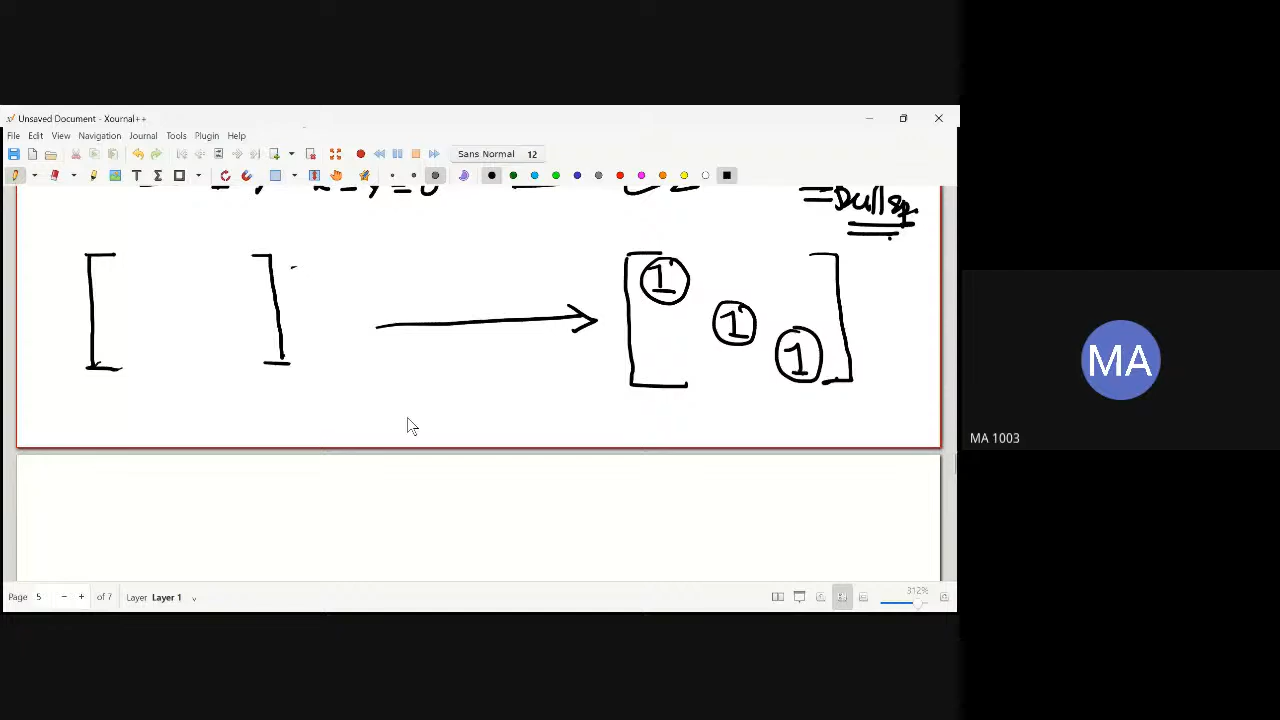 Unsaved Document - Xournal++
File Edit View Navigation Journal Tools Plugin Help
Sans Normal 12
1
1
1
MA
MA 1003
Page 5 of 7 Layer Layer 1
312%